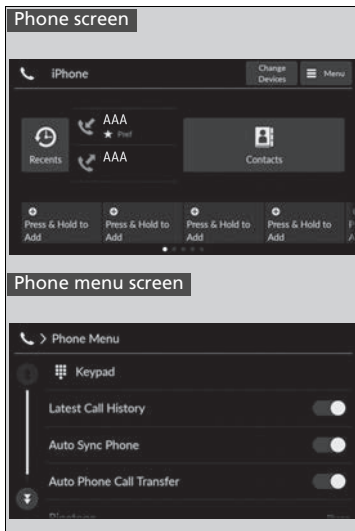 Phone screen
iPhone
Change
Devices
Menu
AAA
Pref
AAA
Recents
Contacts
Press & Hold to
Add
Press & Hold to
Add
Press & Hold to
Add
Press & Hold to
Add
Phone menu screen
Phone Menu
Keypad
Latest Call History
Auto Sync Phone
Auto Phone Call Transfer
Ringtone